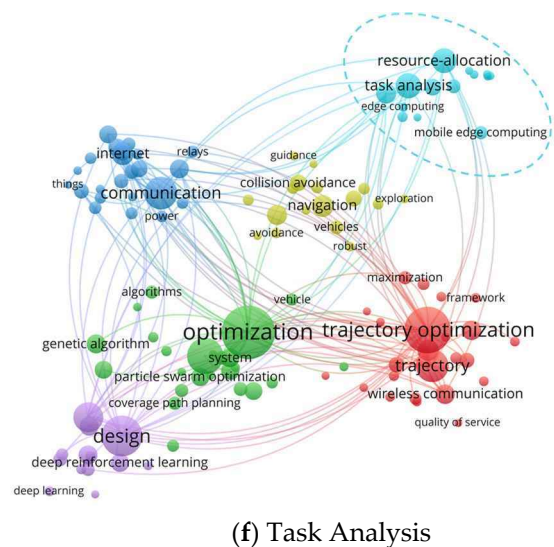 resource-allocation
task analysis
edge computing
mobile edge computing
internet
relays
things
communication
power
guidance
collision avoidance
navigation
exploration
avoidance
vehicles
robust
algorithms
vehicle
maximization
framework
optimization
trajectory optimization
genetic algorithm
system
particle swarm optimization
trajectory
wireless communication
coverage path planning
quality of service
design
deep reinforcement learning
deep learning
(f) Task Analysis